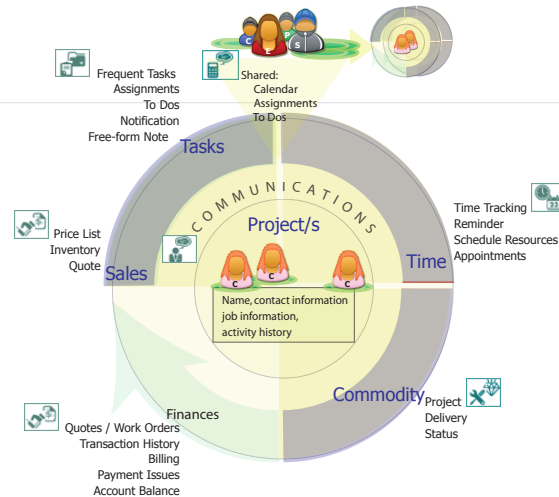 C
P
I
E
S
Frequent Tasks
Assignments
To Dos
Notification
Free-form Note
Shared:
Calendar
Assignments
To Dos
Tasks
COMMUNICATIONS
Project/s
Price List
Inventory
Quote
Sales
Time Tracking
Reminder
Schedule Resources
Appointments
Time
23
C
C
C
Name, contact information
job information,
activity history
Commodity
Project
Delivery
Status
Finances
Quotes / Work Orders
Transaction History
Billing
Payment Issues
Account Balance